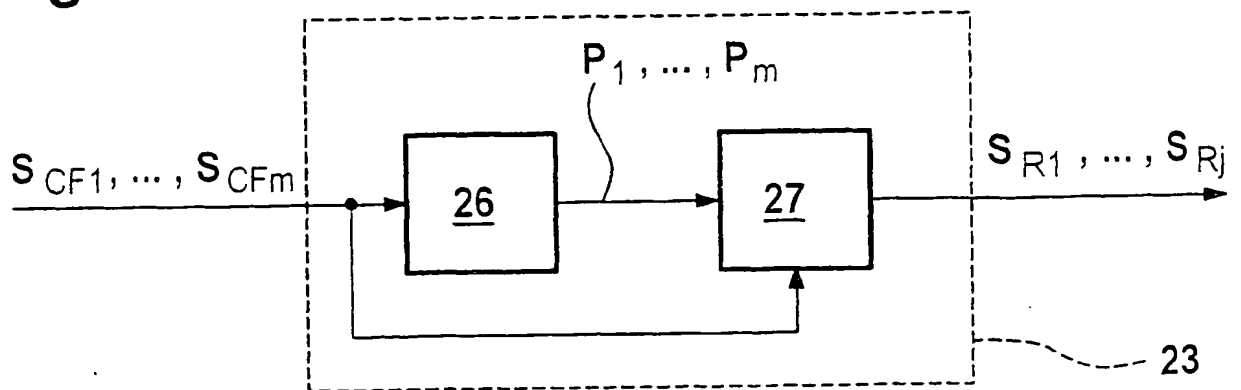 P1 , ... , Pm
SCF1, ... , SCFm
SR1 , ... , SRj
26
27
23